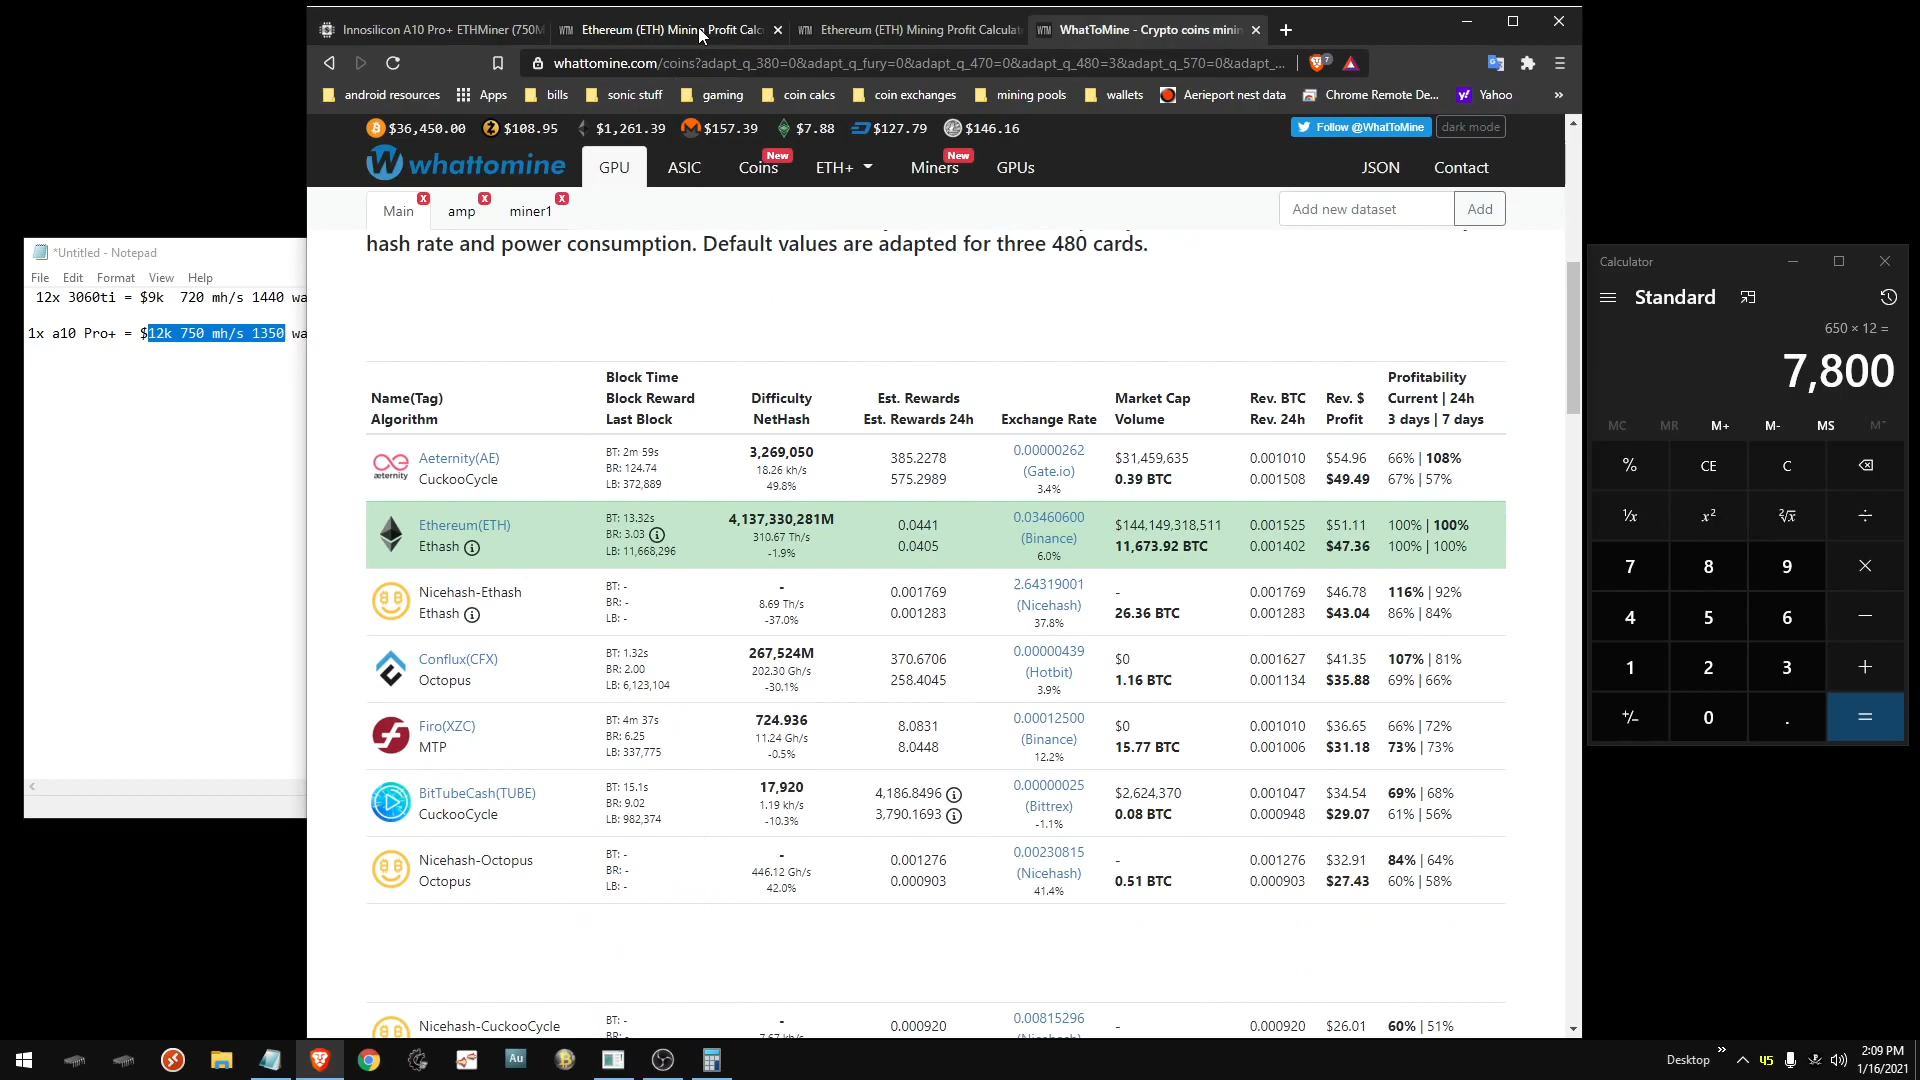 Innosilicon A10 Pro+ ETHMiner (750M
Ethereum (ETH) Mining Profit Calc
Ethereum (ETH) Mining Profit Calculat
WhatToMine - Crypto coins minin
whattomine.com/coins?adapt_q_380=0&adapt_q_fury=0&adapt_q_470=0&adapt_q_480=3&adapt_q_570=0&adapt_...
7
android resources Apps bills sonic stuff gaming coin calcs coin exchanges mining pools wallets Aerieport nest data Chrome Remote De... Yahoo »
$36,450.00 $108.95 $1,261.39 $157.39 $7.88 $127.79 $146.16
Follow @WhatToMine dark mode
whattomine GPU ASIC Coins New ETH+ Miners New GPUs JSON Contact
Main x amp x miner1 x
Add new dataset Add
hash rate and power consumption. Default values are adapted for three 480 cards.
Name(Tag)
Algorithm
Block Time
Block Reward
Last Block
Difficulty
NetHash
Est. Rewards
Est. Rewards 24h
Exchange Rate
Market Cap
Volume
Rev. BTC
Rev. 24h
Rev. $
Profit
Profitability
Current | 24h
3 days | 7 days
Aeternity(AE)
CuckooCycle
BT: 2m 59s
BR: 124.74
LB: 372,889
3,269,050
18.26 kh/s
49.8%
385.2278
575.2989
0.00000262
(Gate.io)
3.4%
$31,459,635
0.39 BTC
0.001010
0.001508
$54.96
$49.49
66% | 108%
67% | 57%
Ethereum(ETH)
Ethash
BT: 13.32s
BR: 3.03
LB: 11,668,296
4,137,330,281M
310.67 Th/s
-1.9%
0.0441
0.0405
0.03460600
(Binance)
6.0%
$144,149,318,511
11,673.92 BTC
0.001525
0.001402
$51.11
$47.36
100% | 100%
100% | 100%
Nicehash-Ethash
Ethash
BT: -
BR: -
LB: -
-
8.69 Th/s
-37.0%
0.001769
0.001283
2.64319001
(Nicehash)
37.8%
-
26.36 BTC
0.001769
0.001283
$46.78
$43.04
116% | 92%
86% | 84%
Conflux(CFX)
Octopus
BT: 1.32s
BR: 2.00
LB: 6,123,104
267,524M
202.30 Gh/s
-30.1%
370.6706
258.4045
0.00000439
(Hotbit)
3.9%
$0
1.16 BTC
0.001627
0.001134
$41.35
$35.88
107% | 81%
69% | 66%
Firo(XZC)
MTP
BT: 4m 37s
BR: 6.25
LB: 337,775
724.936
11.24 Gh/s
-0.5%
8.0831
8.0448
0.00012500
(Binance)
12.2%
$0
15.77 BTC
0.001010
0.001006
$36.65
$31.18
66% | 72%
73% | 73%
BitTubeCash(TUBE)
CuckooCycle
BT: 15.1s
BR: 9.02
LB: 982,374
17,920
1.19 kh/s
-10.3%
4,186.8496
3,790.1693
0.00000025
(Bittrex)
-1.1%
$2,624,370
0.08 BTC
0.001047
0.000948
$34.54
$29.07
69% | 68%
61% | 56%
Nicehash-Octopus
Octopus
BT: -
BR: -
LB: -
-
446.12 Gh/s
42.0%
0.001276
0.000903
0.00230815
(Nicehash)
41.4%
-
0.51 BTC
0.001276
0.000903
$32.91
$27.43
84% | 64%
60% | 58%
Nicehash-CuckooCycle
BT: -
-
0.000920
0.00815296
-
0.000920
$26.01
60% | 51%
*Untitled - Notepad
File Edit Format View Help
12x 3060ti = $9k 720 mh/s 1440 wa
1x a10 Pro+ = $12k 750 mh/s 1350 wa
Calculator
Standard
650 × 12 =
7,800
MC MR M+ M- MS M˅
% CE C
¹/x x² ²√x ÷
7 8 9 ×
4 5 6 −
1 2 3 +
+/− 0 . =
Au
Desktop » 45
2:09 PM
1/16/2021